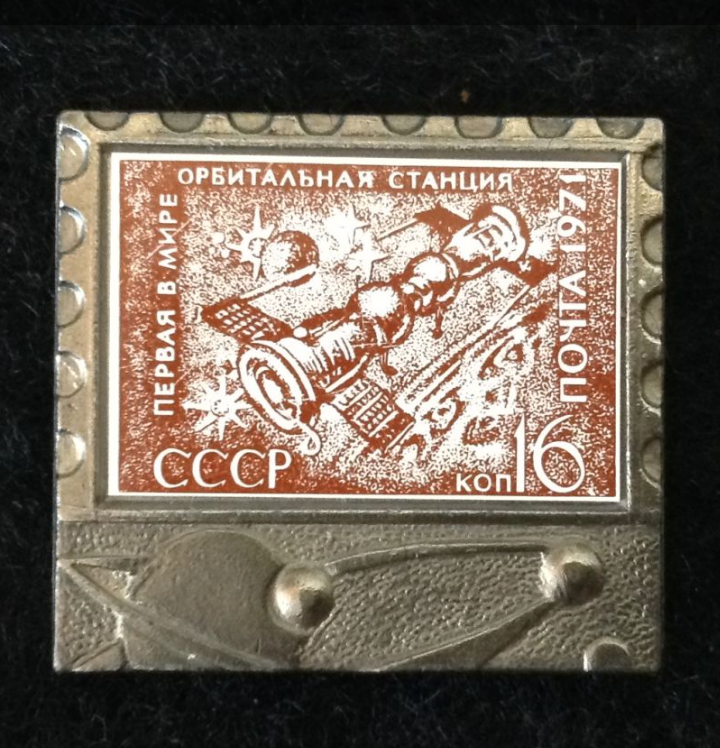 ПЕРВАЯ В МИРЕ
ОРБИТАЛЬНАЯ СТАНЦИЯ
ПОЧТА 1971
СССР
КОП 16